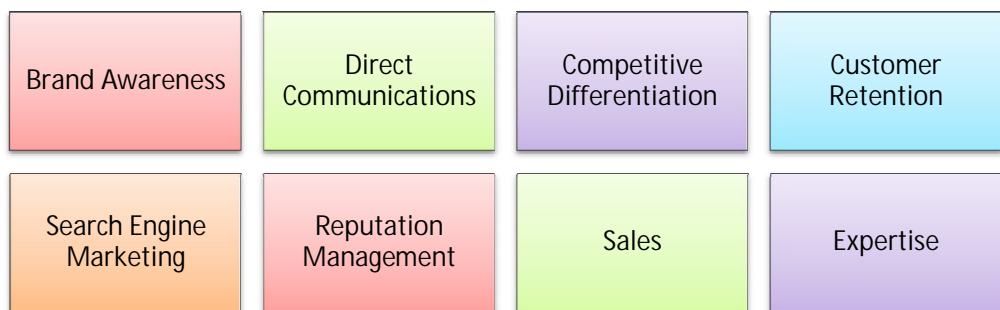 Brand Awareness
Direct
Communications
Competitive
Differentiation
Customer
Retention
Search Engine
Marketing
Reputation
Management
Sales
Expertise